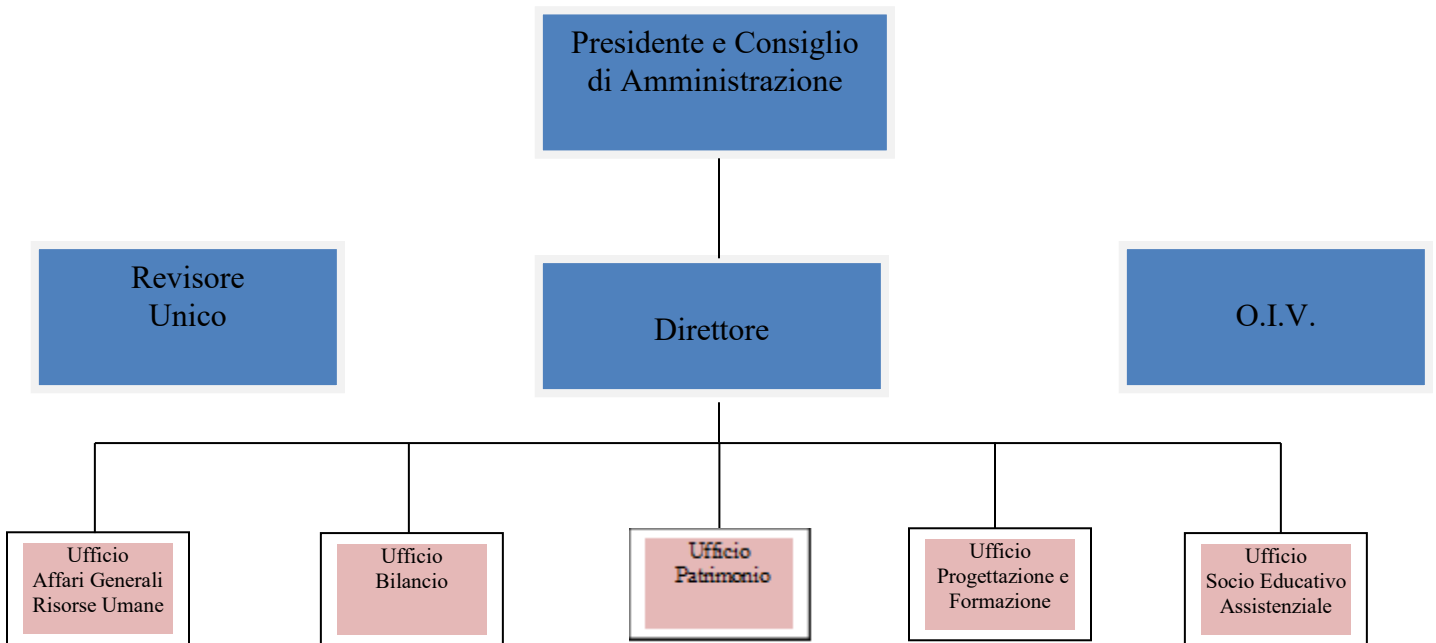 Presidente e Consiglio
di Amministrazione
Revisore
Unico
Direttore
O.I.V.
Ufficio
Affari Generali
Risorse Umane
Ufficio
Bilancio
Ufficio
Patrimonio
Ufficio
Progettazione e
Formazione
Ufficio
Socio Educativo
Assistenziale